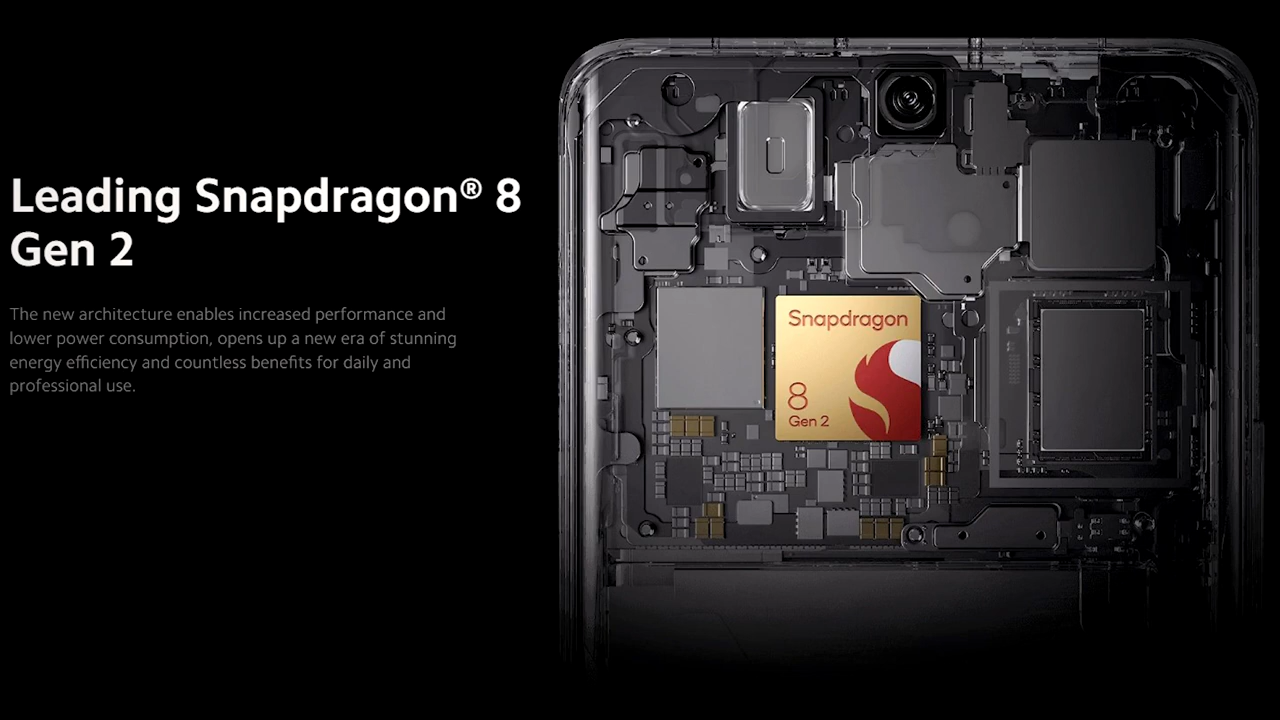 Leading Snapdragon® 8
Gen 2
The new architecture enables increased performance and
lower power consumption, opens up a new era of stunning
energy efficiency and countless benefits for daily and
professional use.
Snapdragon
8
Gen 2